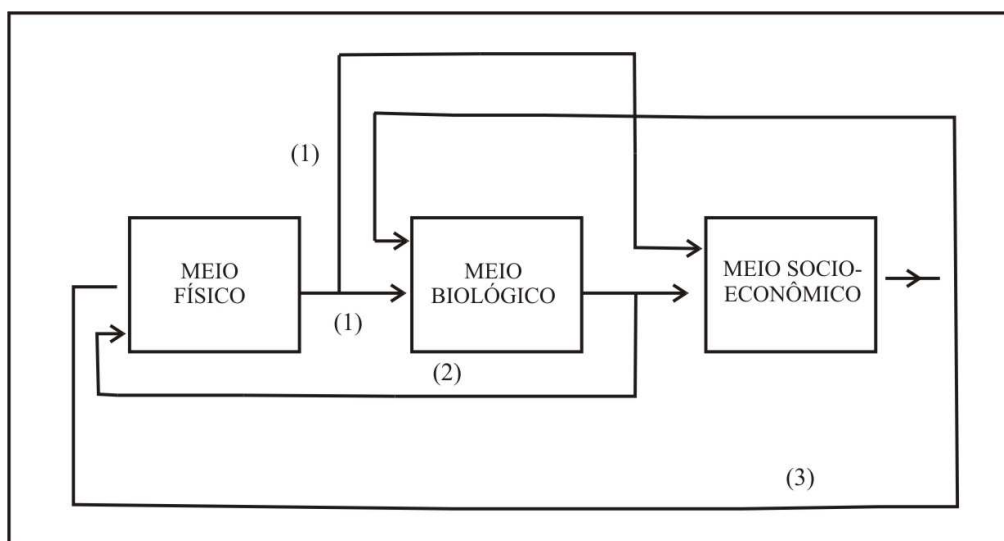 (1)
MEIO
FÍSICO
MEIO
BIOLÓGICO
MEIO SOCIO-
ECONÔMICO
(1)
(2)
(3)